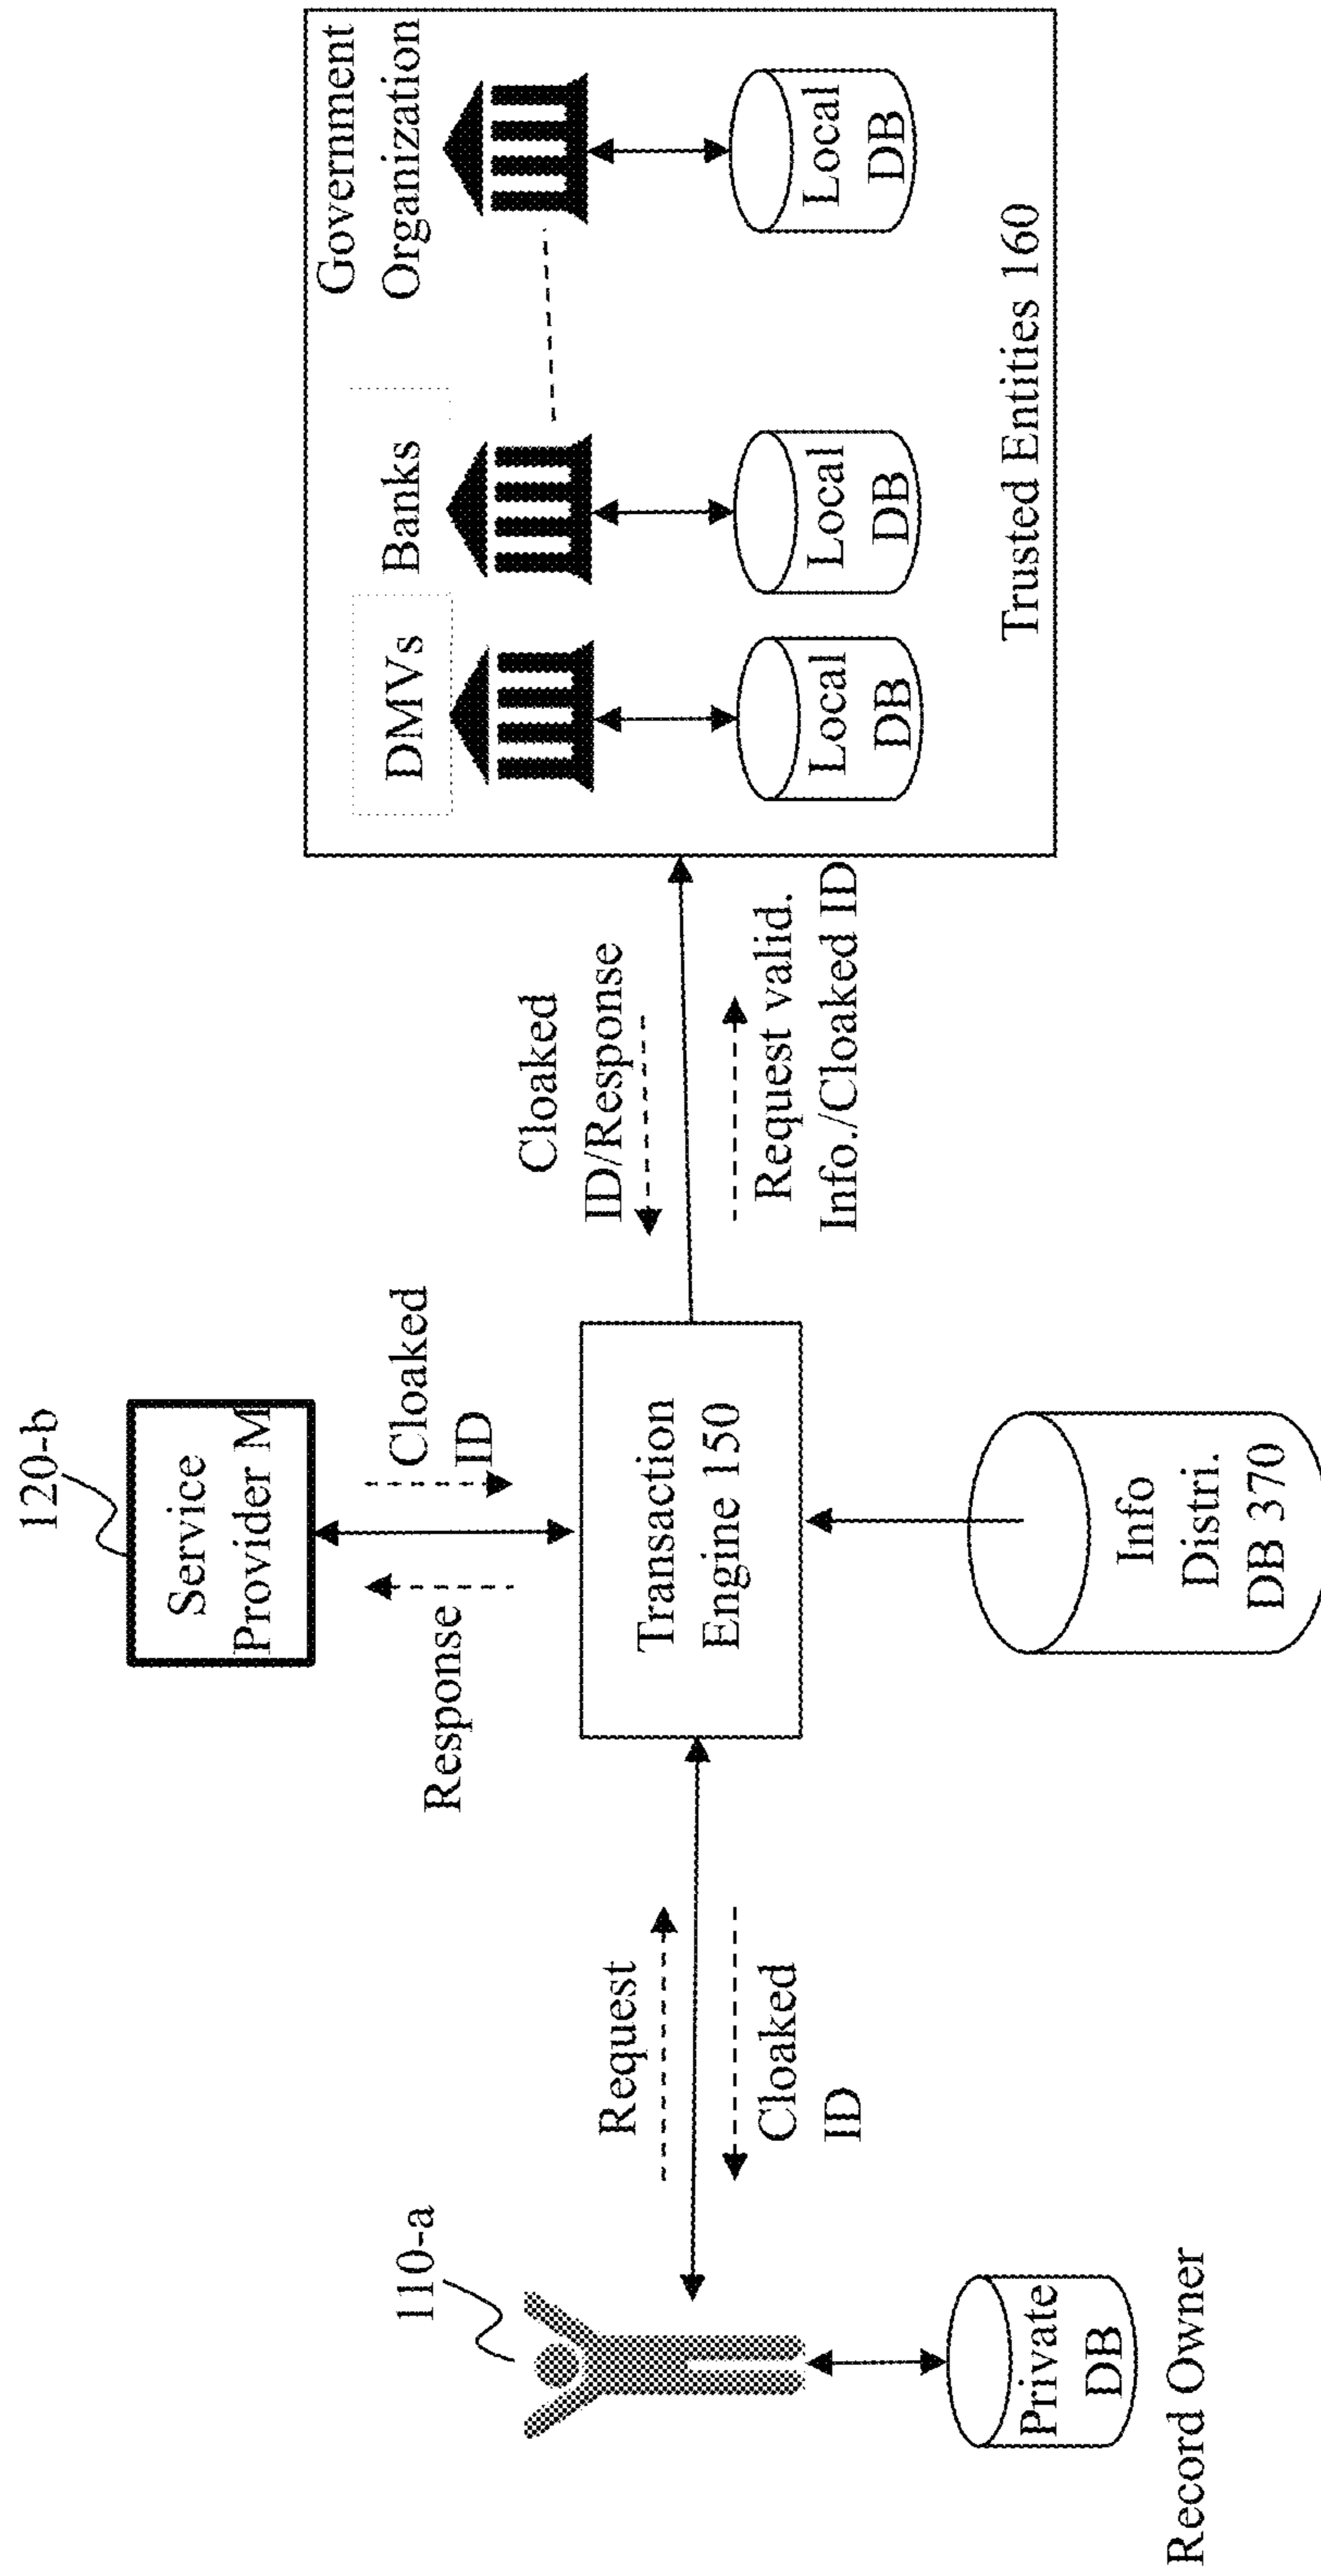 120-b
Service
Provider M
Response
Cloaked
ID
110-a
Request
Cloaked
ID
Private
DB
Record Owner
Transaction
Engine 150
Info
Distri.
DB 370
Cloaked
ID/Response
Request valid.
Info./Cloaked ID
DMVs
Banks
Government
Organization
Local
DB
Local
DB
Local
DB
Trusted Entities 160